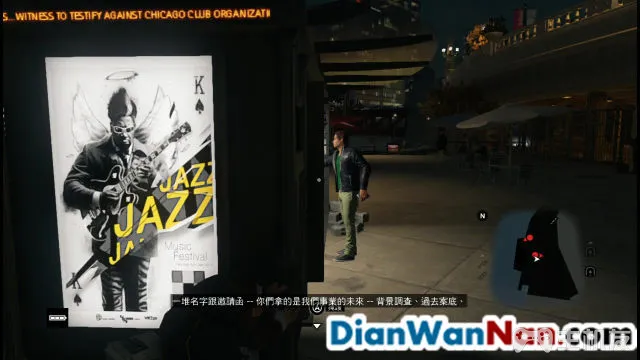 S... WITNESS TO TESTIFY AGAINST CHICAGO CLUB ORGANIZATI
K
JAZZ
JAZZ
JA
Music
Festival
N
一堆名字跟邀請函 -- 你們拿的是我們事業的未來 -- 背景調查、過去案底、
DianWanNan.com